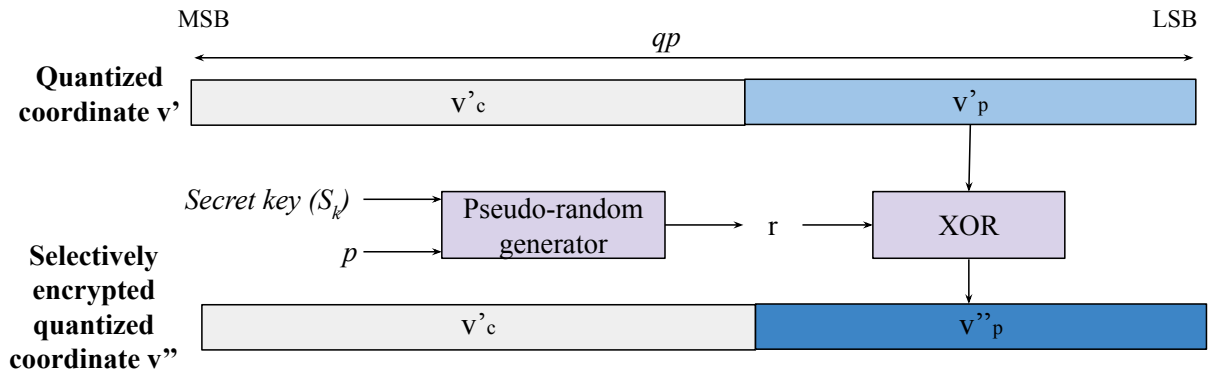 MSB
LSB
qp
Quantized
coordinate v'
v'c
v'p
Secret key (Sk)
Pseudo-random
generator
r
XOR
p
Selectively
encrypted
quantized
coordinate v''
v'c
v''p